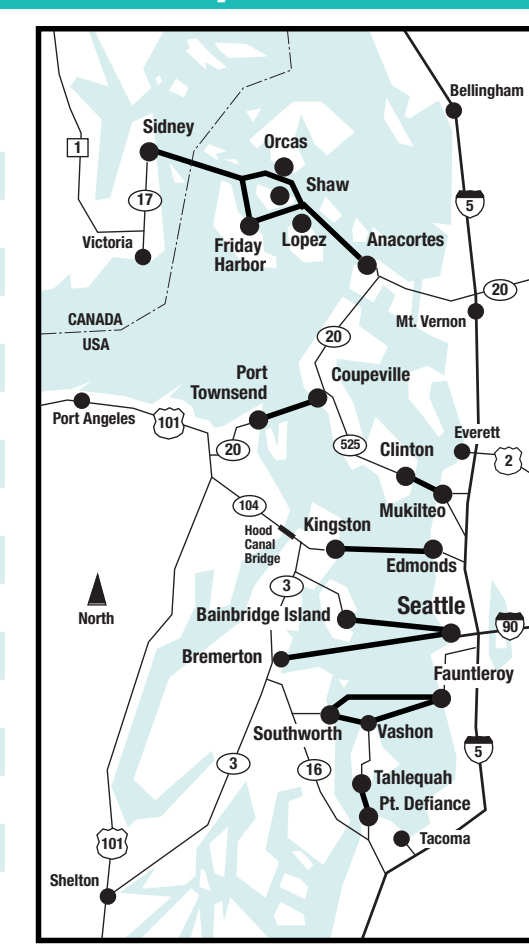 Bellingham
Sidney
Orcas
1
Shaw
17
5
Victoria
Friday
Harbor
Lopez
Anacortes
20
CANADA
USA
Mt. Vernon
20
Port
Townsend
Coupeville
Port Angeles
101
20
525
Everett
Clinton
2
104
Mukilteo
Hood
Canal
Bridge
Kingston
Edmonds
3
North
Bainbridge Island
Seattle
90
Bremerton
Fauntleroy
Southworth
Vashon
5
3
16
Tahlequah
Pt. Defiance
101
Tacoma
Shelton